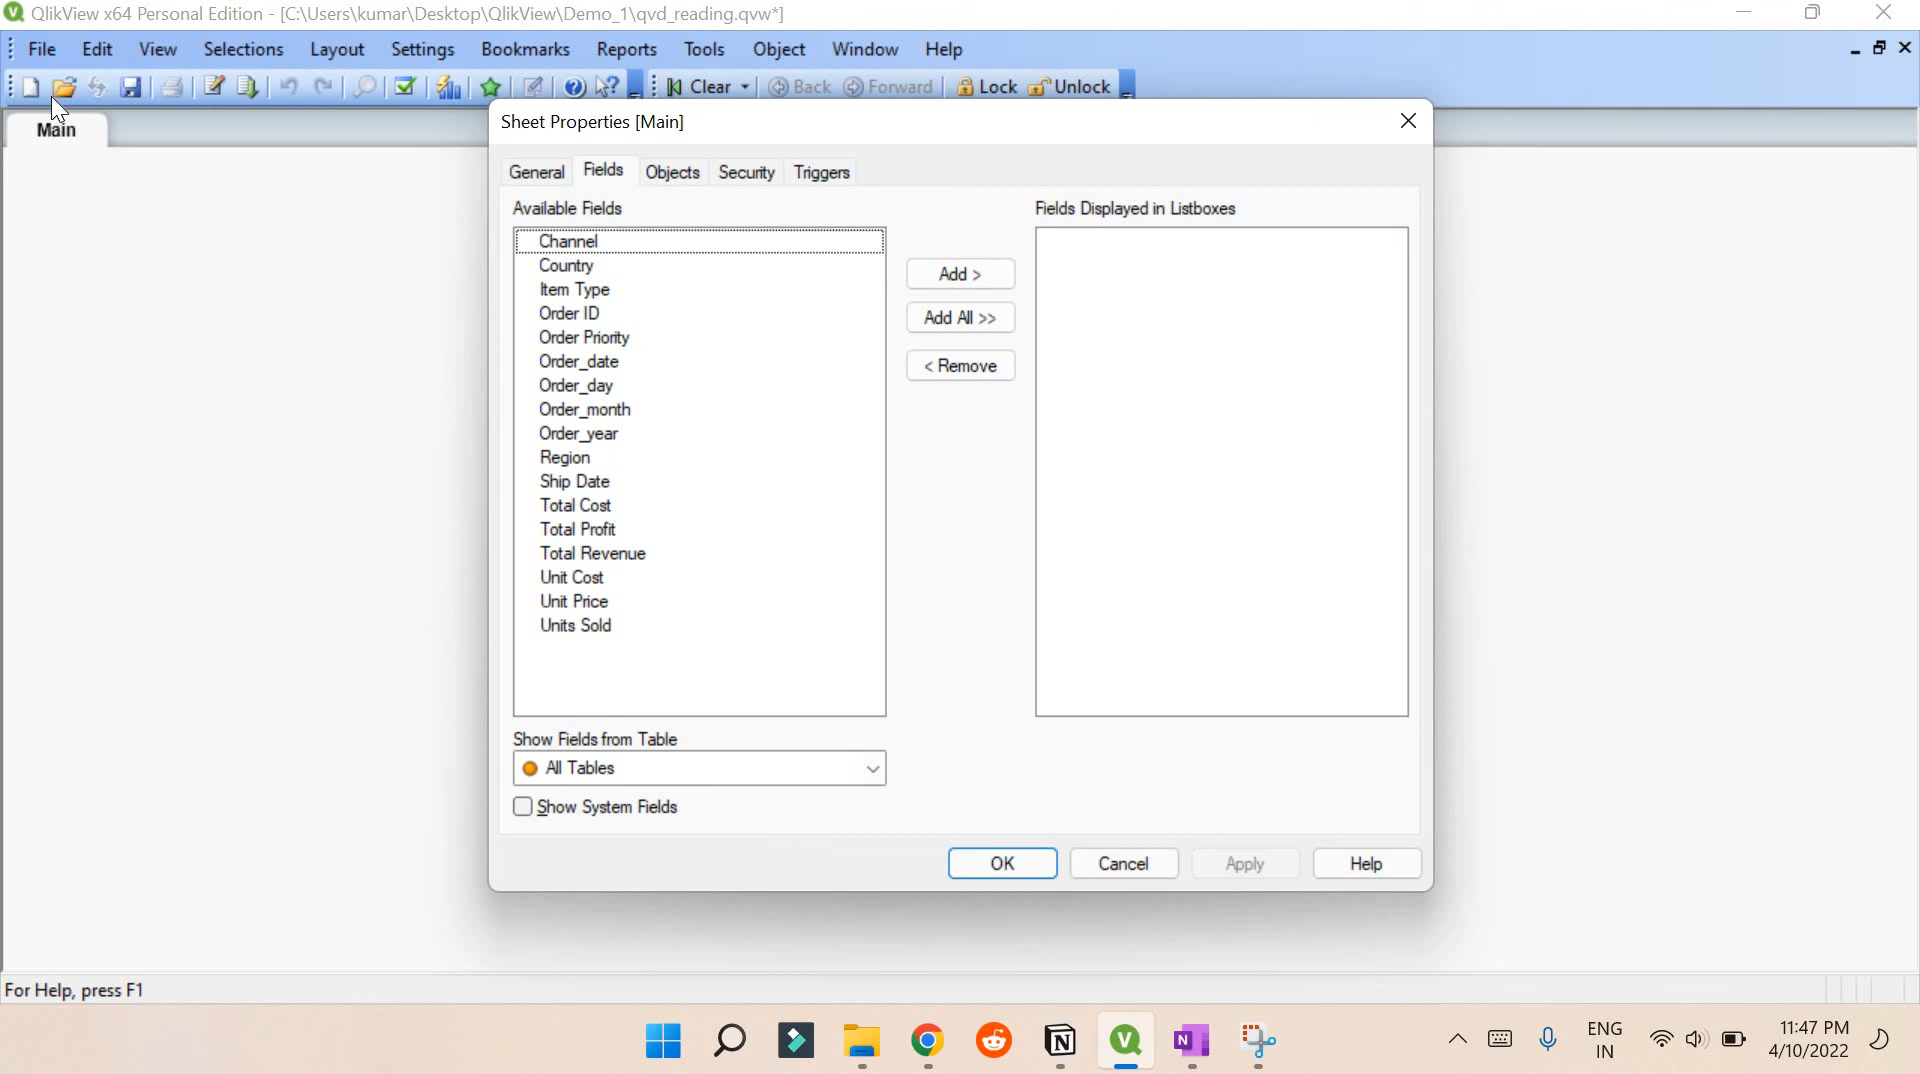 QlikView x64 Personal Edition - [C:\Users\kumar\Desktop\QlikView\Demo_1\qvd_reading.qvw*]
File Edit View Selections Layout Settings Bookmarks Reports Tools Object Window Help
Clear Back Forward Lock Unlock
Main
Sheet Properties [Main]
General Fields Objects Security Triggers
Available Fields
Fields Displayed in Listboxes
Channel
Country
Item Type
Order ID
Order Priority
Order_date
Order_day
Order_month
Order_year
Region
Ship Date
Total Cost
Total Profit
Total Revenue
Unit Cost
Unit Price
Units Sold
Add >
Add All >>
< Remove
Show Fields from Table
All Tables
Show System Fields
OK Cancel Apply Help
For Help, press F1
ENG
IN
11:47 PM
4/10/2022